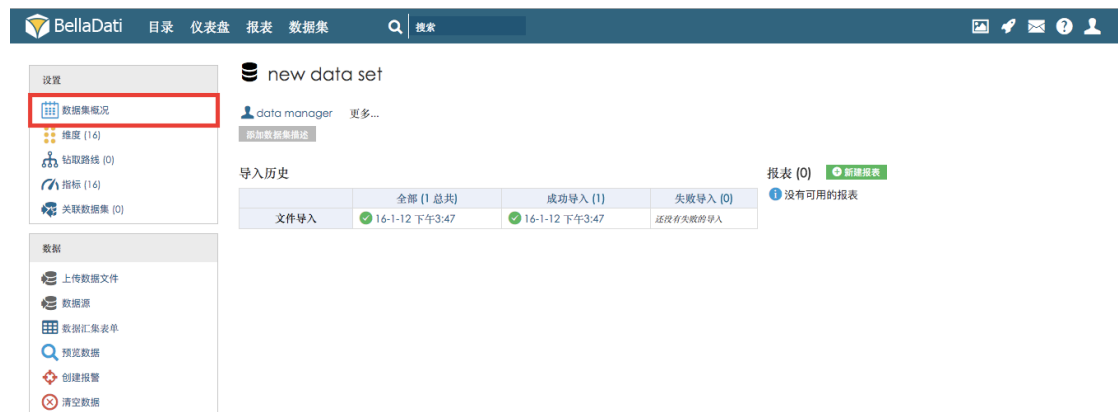 BellaDati 目录 仪表盘 报表 数据集 搜索
设置
数据集概况
维度 (16)
钻取路线 (0)
指标 (16)
关联数据集 (0)
数据
上传数据文件
数据源
数据汇集表单
预览数据
创建报警
清空数据
new data set
data manager 更多...
添加数据集描述
导入历史
全部 (1 总共) 成功导入 (1) 失败导入 (0)
文件导入 16-1-12 下午3:47 16-1-12 下午3:47 还没有失败的导入
报表 (0) 新建报表
没有可用的报表